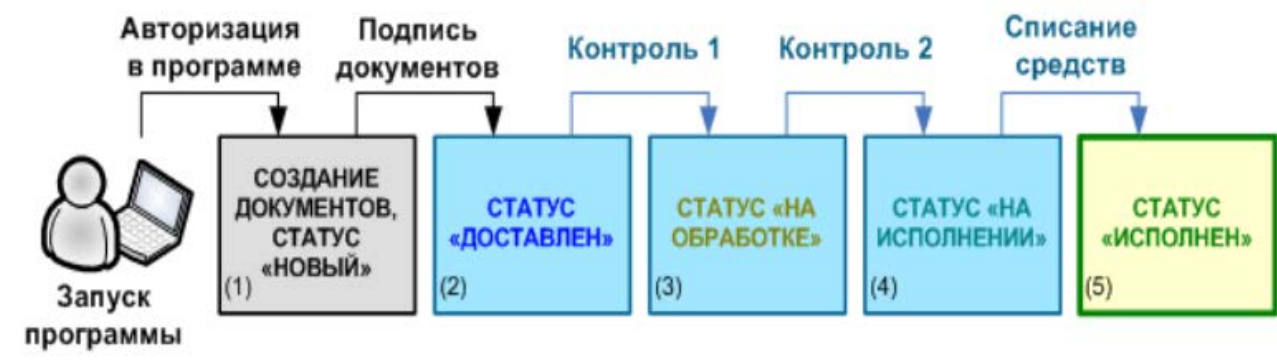 Авторизация
в программе
Подпись
документов
Контроль 1
Контроль 2
Списание
средств
Запуск
программы
СОЗДАНИЕ
ДОКУМЕНТОВ,
СТАТУС
«НОВЫЙ»
(1)
СТАТУС
«ДОСТАВЛЕН»
(2)
СТАТУС «НА
ОБРАБОТКЕ»
(3)
СТАТУС «НА
ИСПОЛНЕНИИ»
(4)
СТАТУС
«ИСПОЛНЕН»
(5)